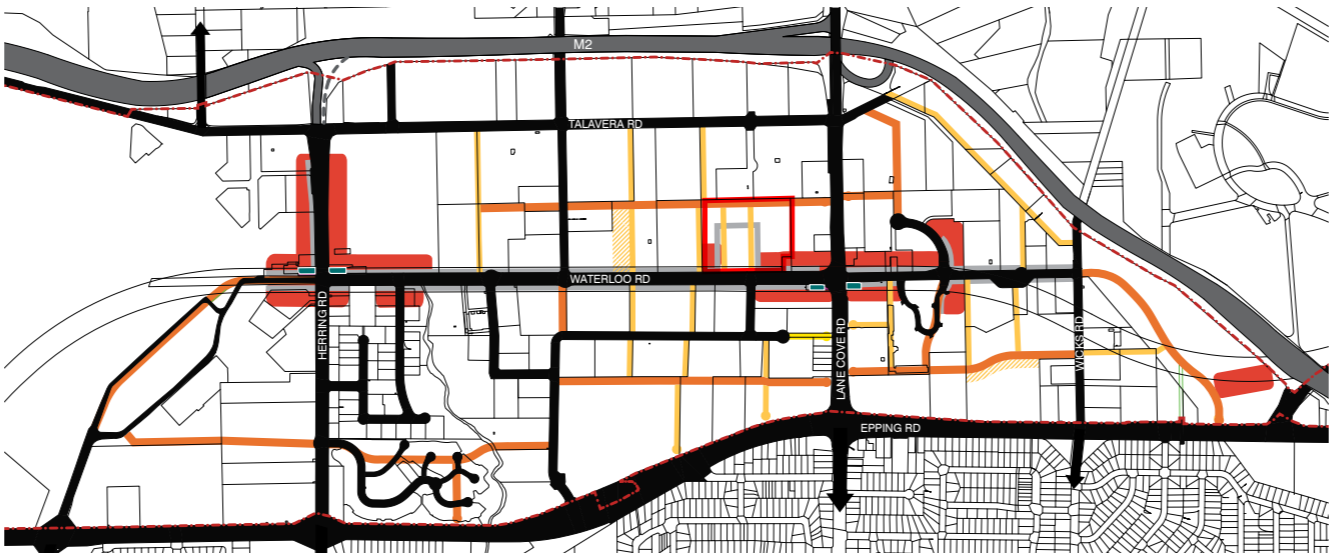 M2
TALAVERA RD
WATERLOO RD
HERRING RD
LANE COVE RD
WICKS RD
EPPING RD